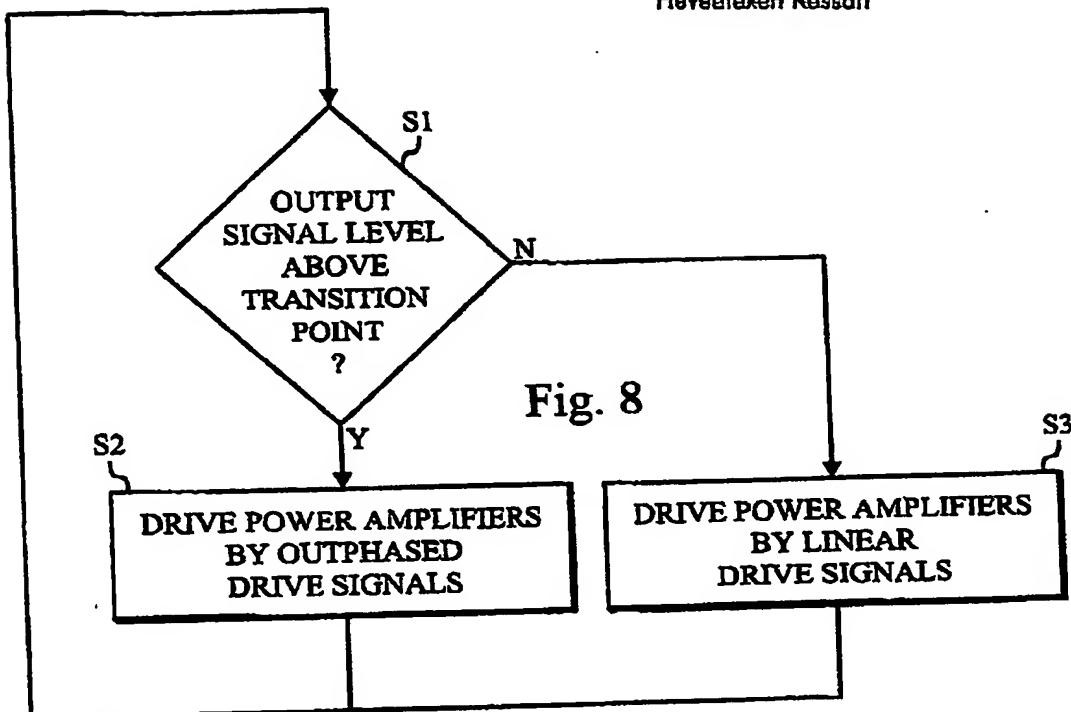 S1
OUTPUT
SIGNAL LEVEL
ABOVE
TRANSITION
POINT
?
N
Y
Fig. 8
S2
DRIVE POWER AMPLIFIERS
BY OUTPHASED
DRIVE SIGNALS
S3
DRIVE POWER AMPLIFIERS
BY LINEAR
DRIVE SIGNALS